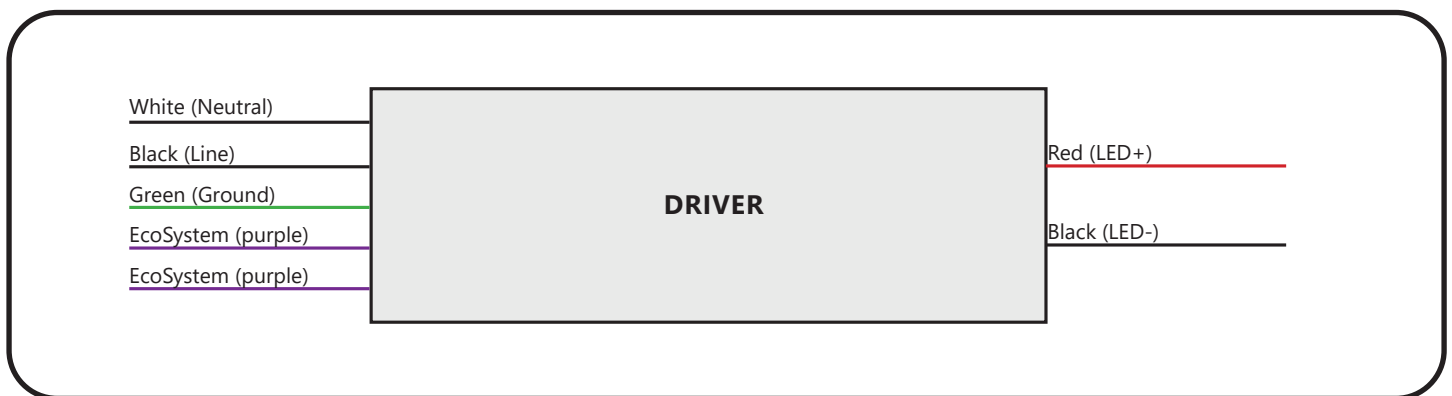 White (Neutral)
Black (Line)
Green (Ground)
EcoSystem (purple)
EcoSystem (purple)
DRIVER
Red (LED+)
Black (LED-)